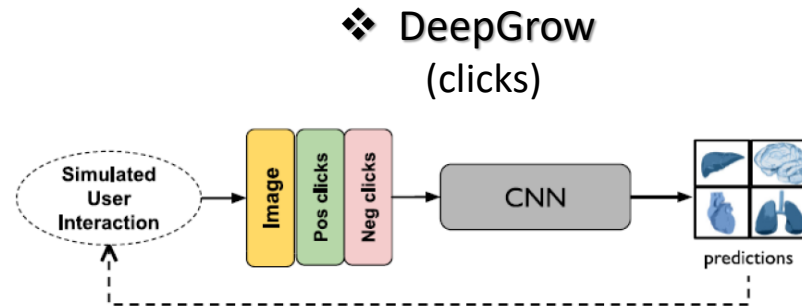 ❖ DeepGrow
(clicks)
Simulated
User
Interaction
Image
Pos clicks
Neg clicks
CNN
predictions